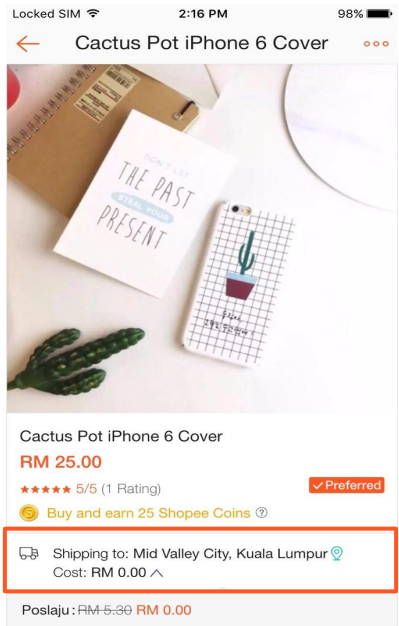 Locked SIM 2:16 PM 98%
Cactus Pot iPhone 6 Cover
DON'T LET
THE PAST
STEAL YOUR
PRESENT
Cactus Pot iPhone 6 Cover
RM 25.00
5/5 (1 Rating)
Preferred
Buy and earn 25 Shopee Coins ?
Shipping to: Mid Valley City, Kuala Lumpur
Cost: RM 0.00
Poslaju : RM 5.30 RM 0.00